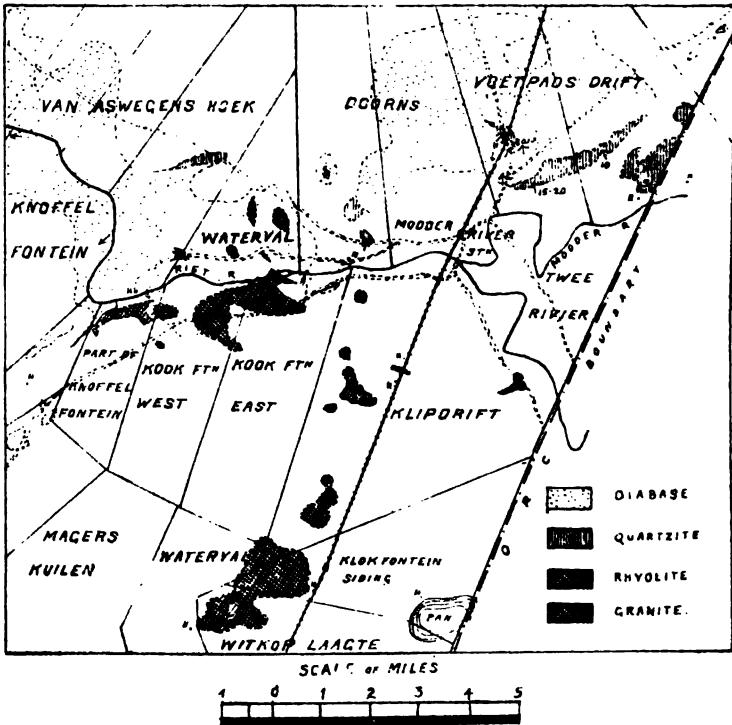 VAN ASWEGENS HOEK
DOORNS
VOETPADS DRIFT
KNOFFEL
FONTEIN
WATERVAL
RIET R
MODDER
RIVER
STN
15-20
MODDER R
TWEE
RIVIER
BOUNDARY
PART OF
KNOFFEL
FONTEIN
KOOK FTN
WEST
KOOK FTN
EAST
KLIPDRIFT
MAGERS
KUILEN
WATERVAL
KLOKFONTEIN
SIDING
PAN
WITKOP LAAGTE
O R C
DIABASE
QUARTZITE
RHYOLITE
GRANITE.
SCALE OF MILES
1 0 1 2 3 4 5